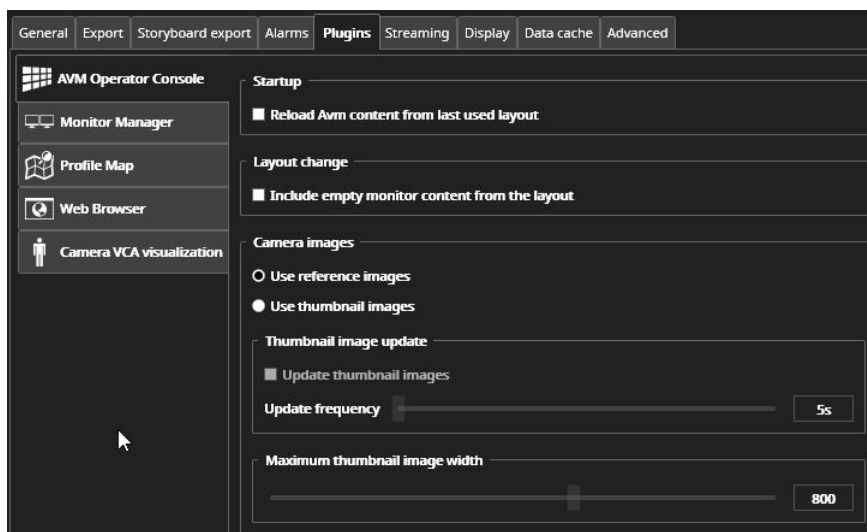 General Export Storyboard export Alarms Plugins Streaming Display Data cache Advanced
AVM Operator Console
Monitor Manager
Profile Map
Web Browser
Camera VCA visualization
Startup
Reload Avm content from last used layout
Layout change
Include empty monitor content from the layout
Camera images
Use reference images
Use thumbnail images
Thumbnail image update
Update thumbnail images
Update frequency 5s
Maximum thumbnail image width
800